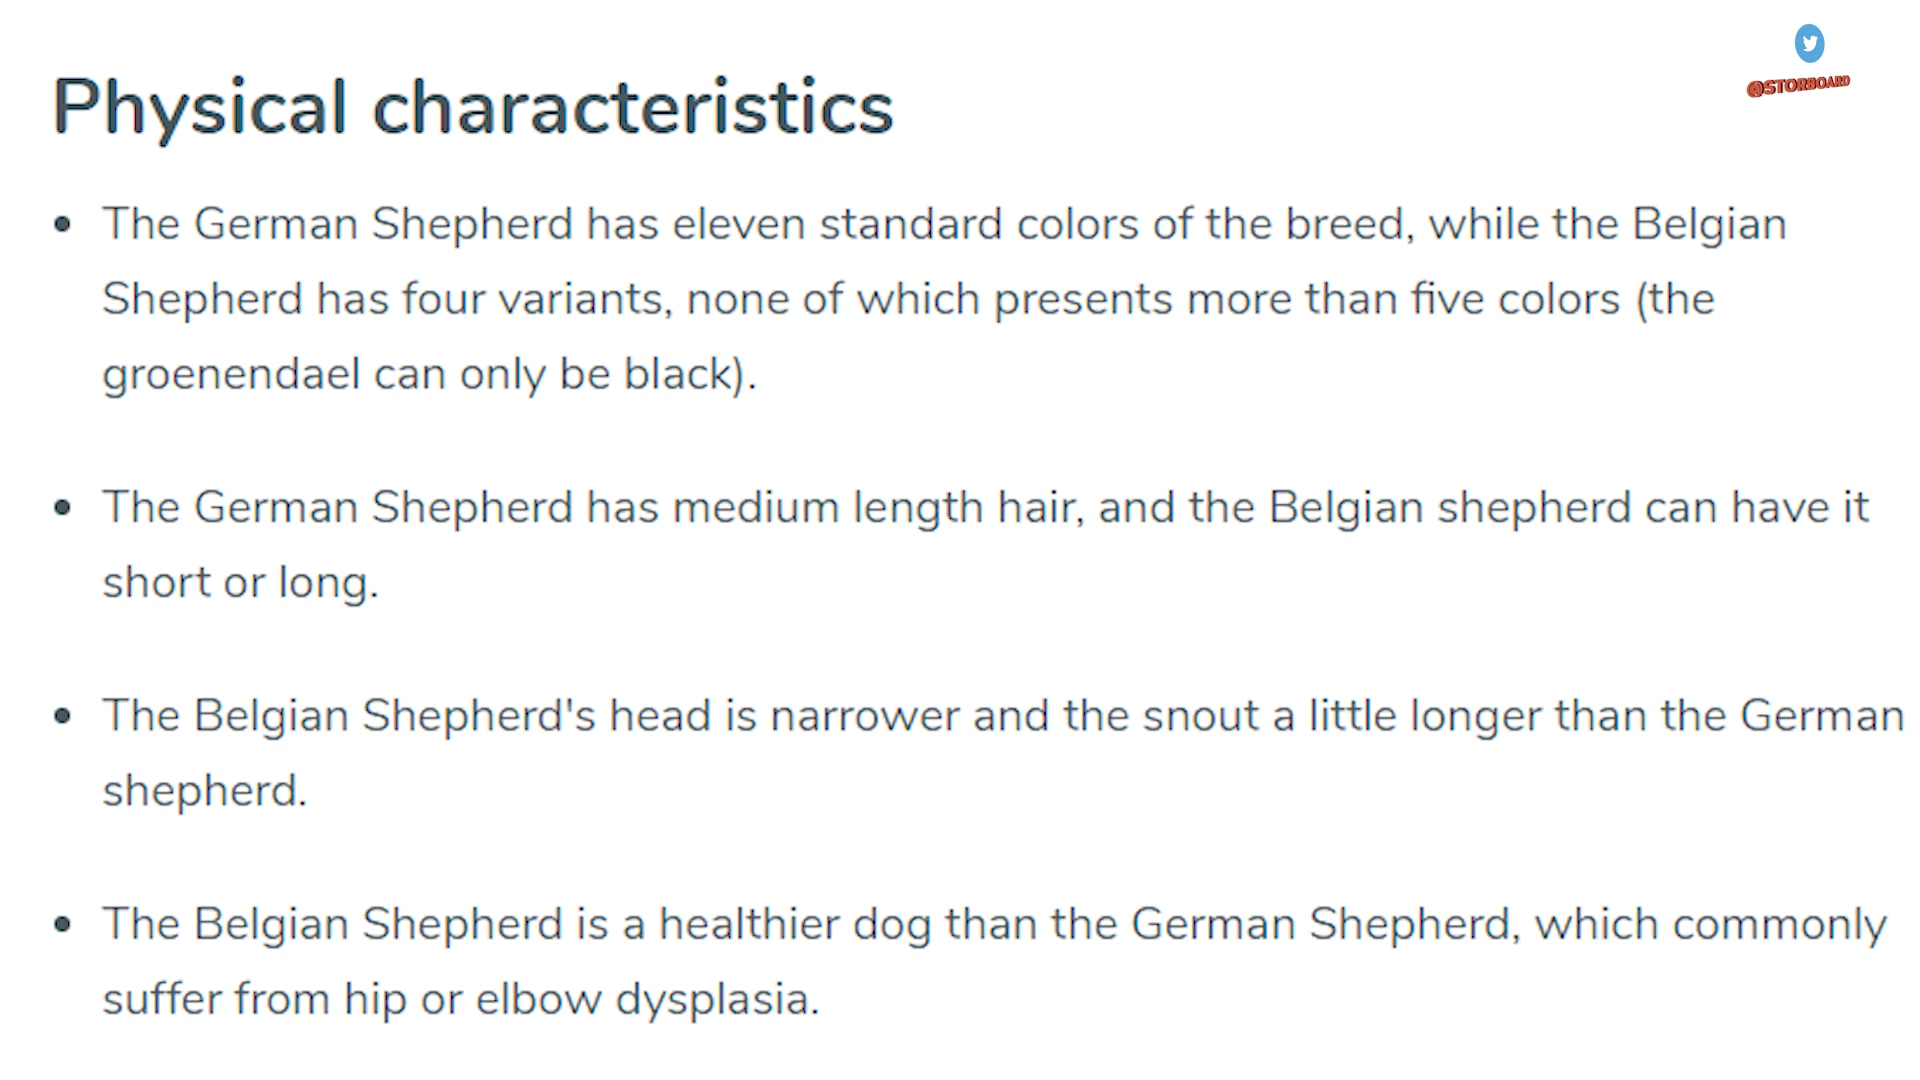 @STORBOARD
Physical characteristics
• The German Shepherd has eleven standard colors of the breed, while the Belgian
Shepherd has four variants, none of which presents more than five colors (the
groenendael can only be black).
• The German Shepherd has medium length hair, and the Belgian shepherd can have it
short or long.
• The Belgian Shepherd's head is narrower and the snout a little longer than the German
shepherd.
• The Belgian Shepherd is a healthier dog than the German Shepherd, which commonly
suffer from hip or elbow dysplasia.